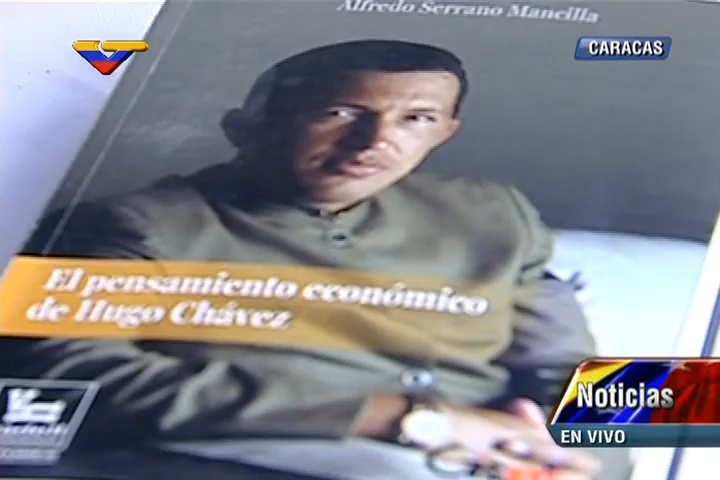 Alfredo Serrano Mancilla
CARACAS
El pensamiento económico
de Hugo Chávez
Noticias
EN VIVO